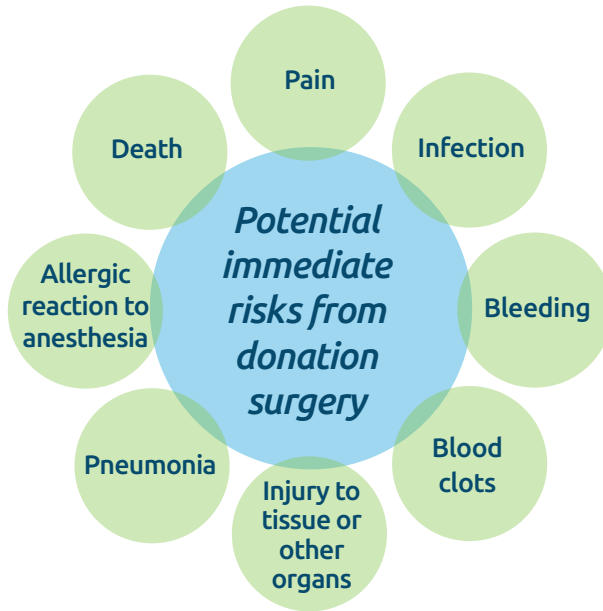 Pain
Infection
Bleeding
Blood
clots
Injury to
tissue or
other
organs
Pneumonia
Allergic
reaction to
anesthesia
Death
Potential
immediate
risks from
donation
surgery